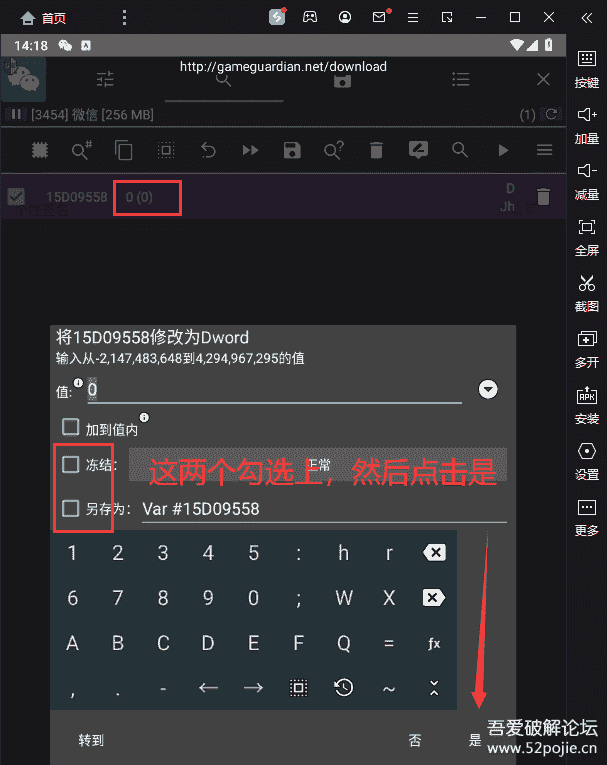 首页
14:18
A
http://gameguardian.net/download
[3454] 微信 [256 MB]
(1)
15D09558
0 (0)
D
Jh
将15D09558修改为Dword
输入从-2,147,483,648到4,294,967,295的值
值:
0
加到值内
冻结:
正常
这两个勾选上，然后点击是
另存为:
Var #15D09558
1 2 3 4 5 : h r
6 7 8 9 0 ; W X
A B C D E F Q = fx
, . - ← → ~
转到
否
是
按键
加量
减量
全屏
截图
多开
APK
安装
设置
更多
吾爱破解论坛
www.52pojie.cn